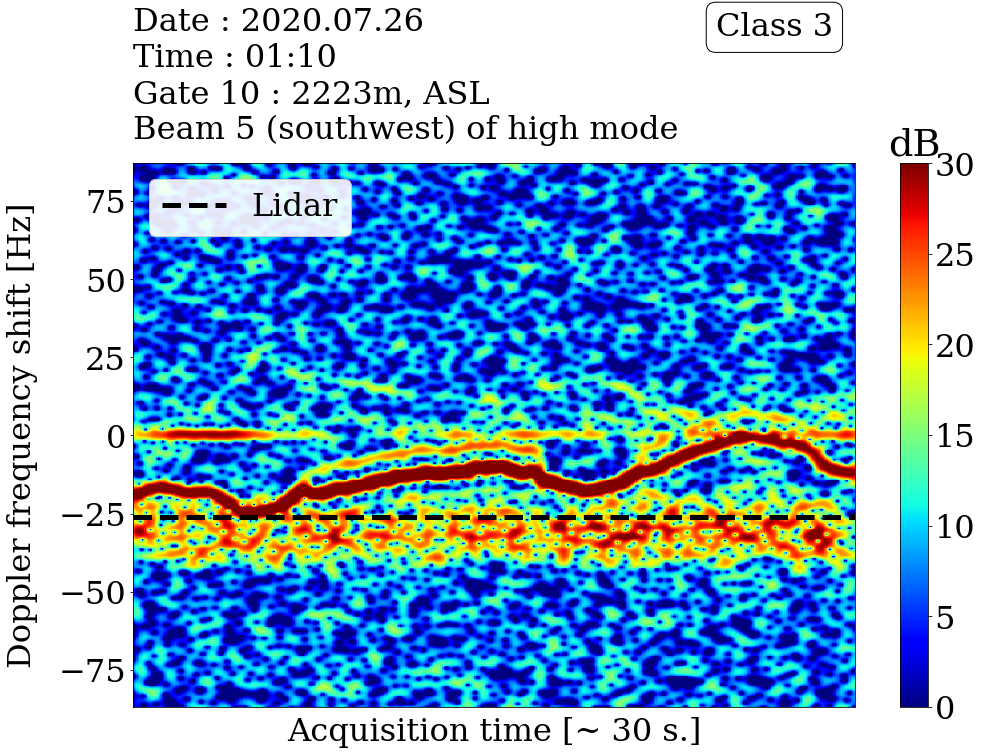 Date : 2020.07.26
Time : 01:10
Gate 10 : 2223m, ASL
Beam 5 (southwest) of high mode
Class 3
dB
Lidar
Doppler frequency shift [Hz]
75
50
25
0
−25
−50
−75
30
25
20
15
10
5
0
Acquisition time [~ 30 s.]